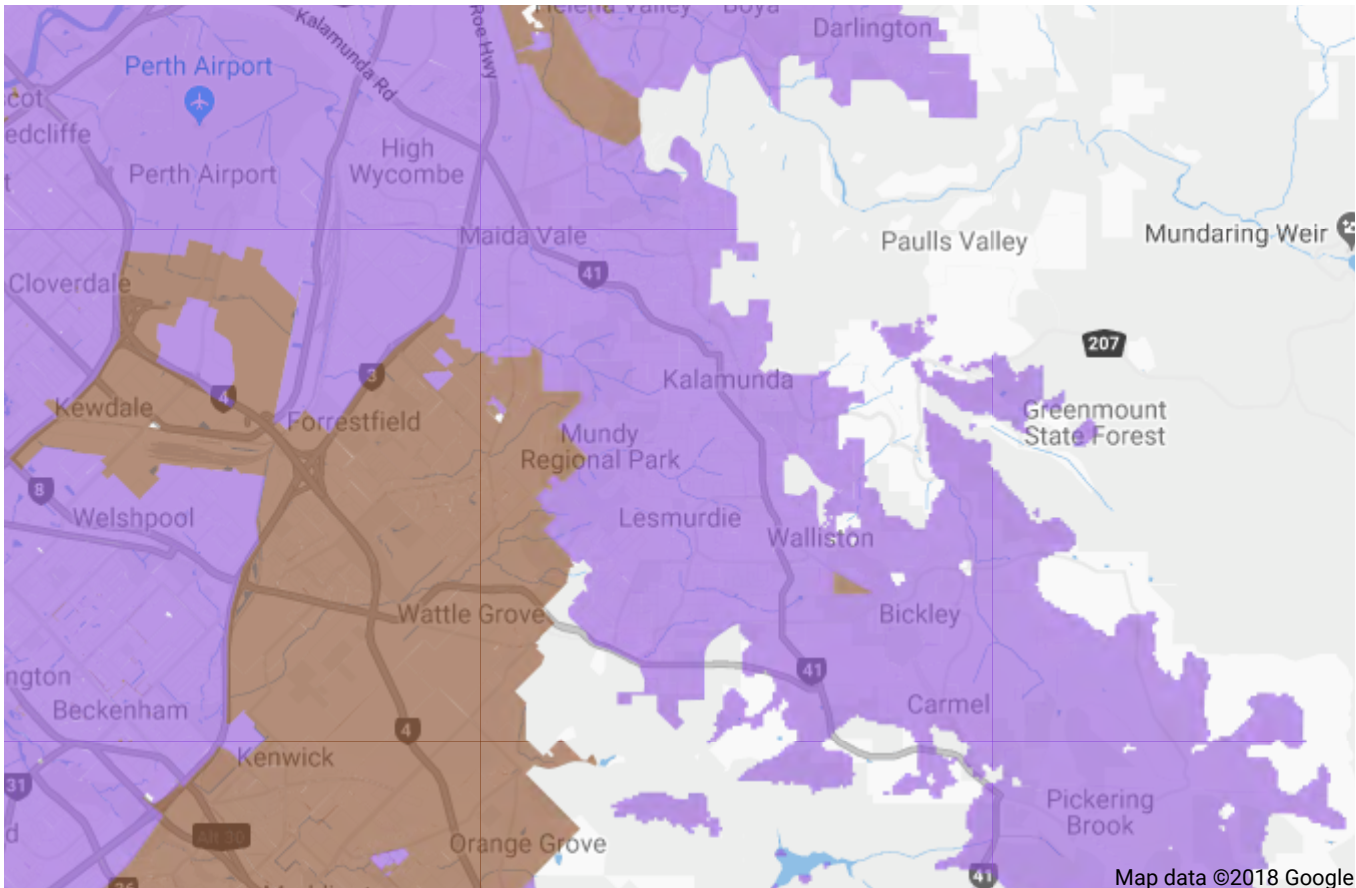 Helena Valley
Boya
Darlington
Kalamunda Rd
Roe Hwy
Perth Airport
cot
edcliffe
Perth Airport
High
Wycombe
t
Maida Vale
Paulls Valley
Mundaring Weir
41
Cloverdale
207
3
4
Kalamunda
Kewdale
Forrestfield
Greenmount
State Forest
Mundy
Regional Park
8
Welshpool
Lesmurdie
Walliston
Wattle Grove
Bickley
41
ngton
Beckenham
Carmel
4
Kenwick
31
Pickering
Brook
d
Alt 30
Orange Grove
41
Map data ©2018 Google